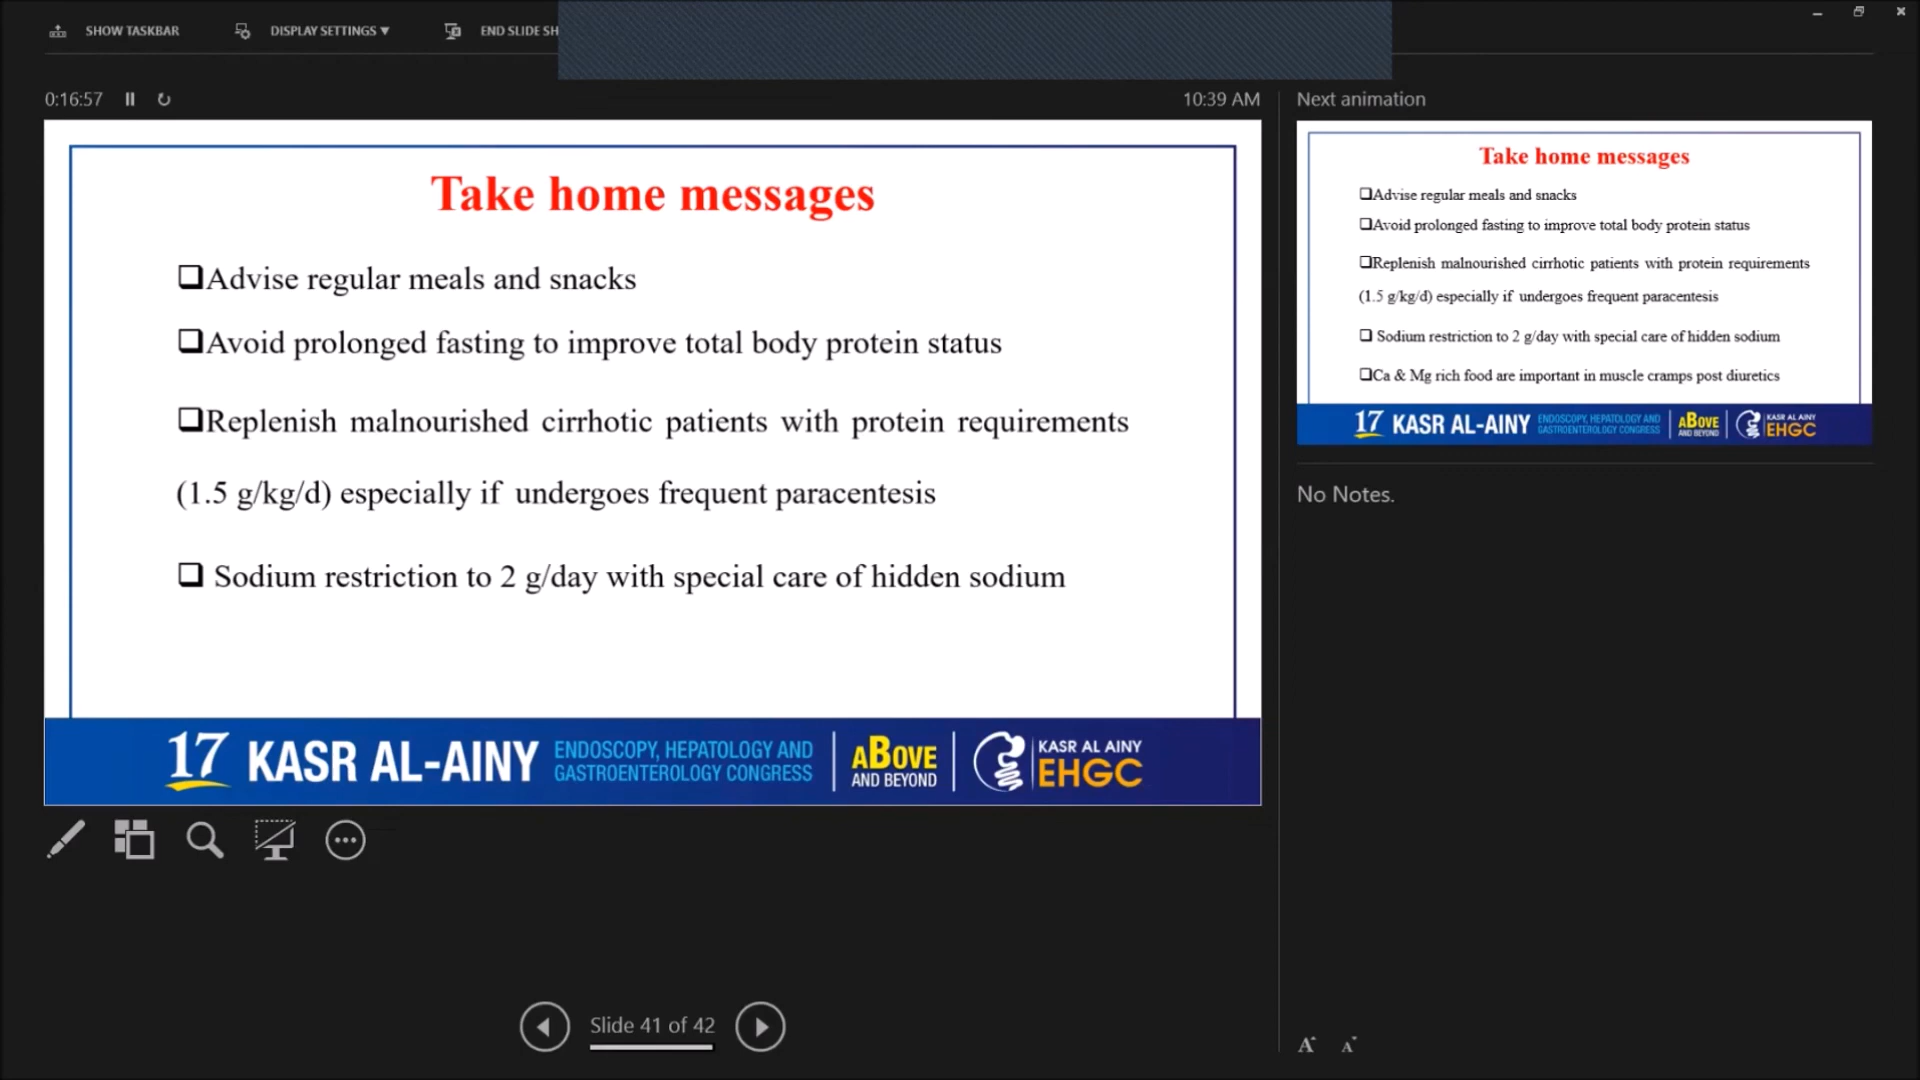 SHOW TASKBAR
DISPLAY SETTINGS ▼
END SLIDE SH
0:16:57
10:39 AM
Take home messages
❑Advise regular meals and snacks
❑Avoid prolonged fasting to improve total body protein status
❑Replenish malnourished cirrhotic patients with protein requirements
(1.5 g/kg/d) especially if undergoes frequent paracentesis
❑ Sodium restriction to 2 g/day with special care of hidden sodium
17 KASR AL-AINY
ENDOSCOPY, HEPATOLOGY AND
GASTROENTEROLOGY CONGRESS
ABOVE
AND BEYOND
KASR AL AINY
EHGC
Slide 41 of 42
Next animation
Take home messages
❑Advise regular meals and snacks
❑Avoid prolonged fasting to improve total body protein status
❑Replenish malnourished cirrhotic patients with protein requirements
(1.5 g/kg/d) especially if undergoes frequent paracentesis
❑ Sodium restriction to 2 g/day with special care of hidden sodium
❑Ca & Mg rich food are important in muscle cramps post diuretics
17 KASR AL-AINY
ENDOSCOPY, HEPATOLOGY AND
GASTROENTEROLOGY CONGRESS
ABOVE
AND BEYOND
KASR AL AINY
EHGC
No Notes.
A A